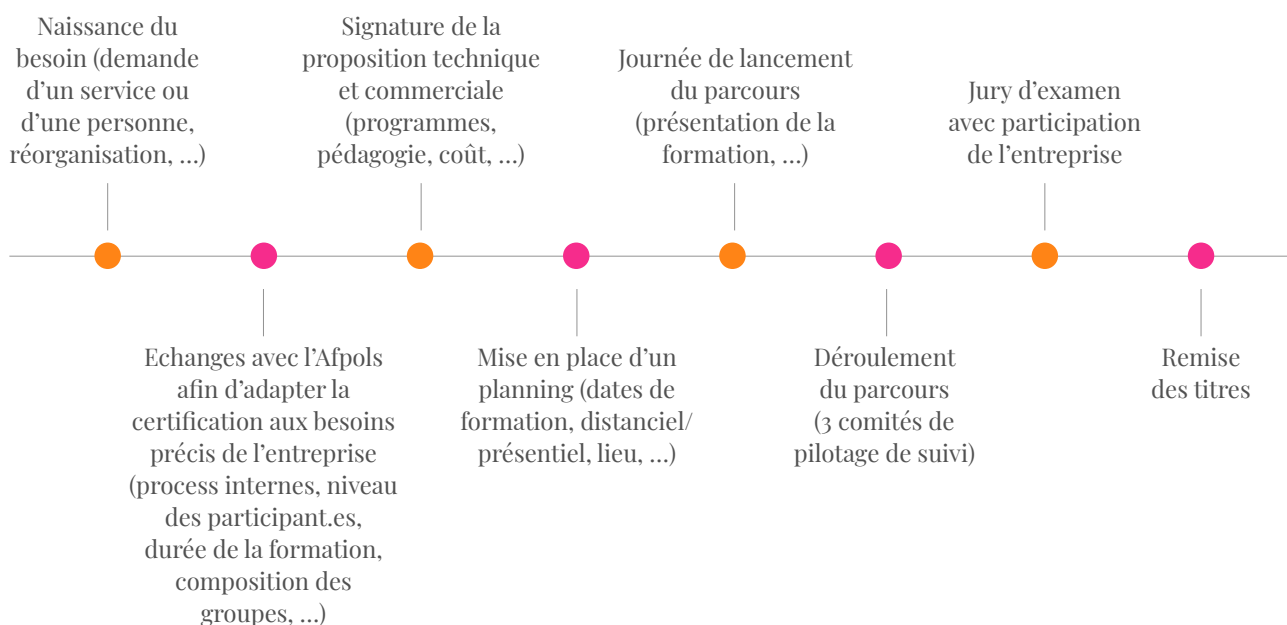 Naissance du
besoin (demande
d’un service ou
d’une personne,
réorganisation, …)
Echanges avec l’Afpols
afin d’adapter la
certification aux besoins
précis de l’entreprise
(process internes, niveau
des participant.es,
durée de la formation,
composition des
groupes, …)
Signature de la
proposition technique
et commerciale
(programmes,
pédagogie, coût, …)
Mise en place d’un
planning (dates de
formation, distanciel/
présentiel, lieu, …)
Journée de lancement
du parcours
(présentation de la
formation, …)
Déroulement
du parcours
(3 comités de
pilotage de suivi)
Jury d’examen
avec participation
de l’entreprise
Remise
des titres